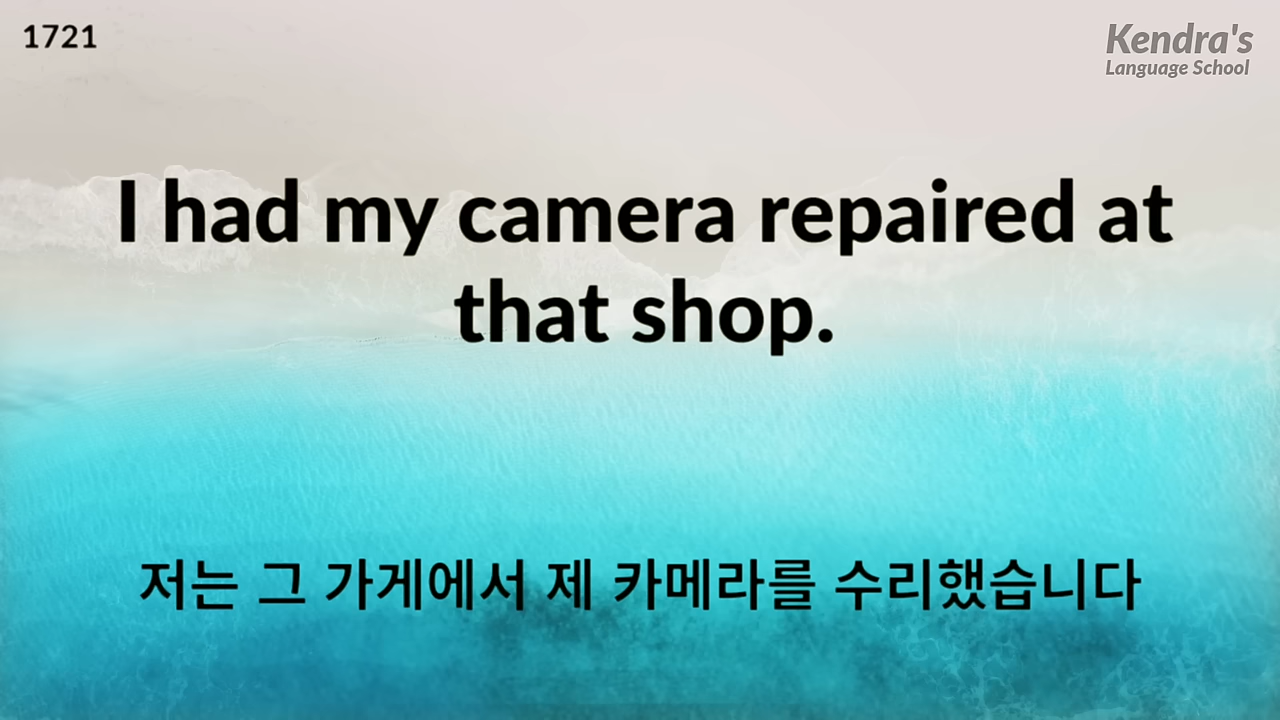 1721
Kendra's
Language School
I had my camera repaired at
that shop.
저는 그 가게에서 제 카메라를 수리했습니다